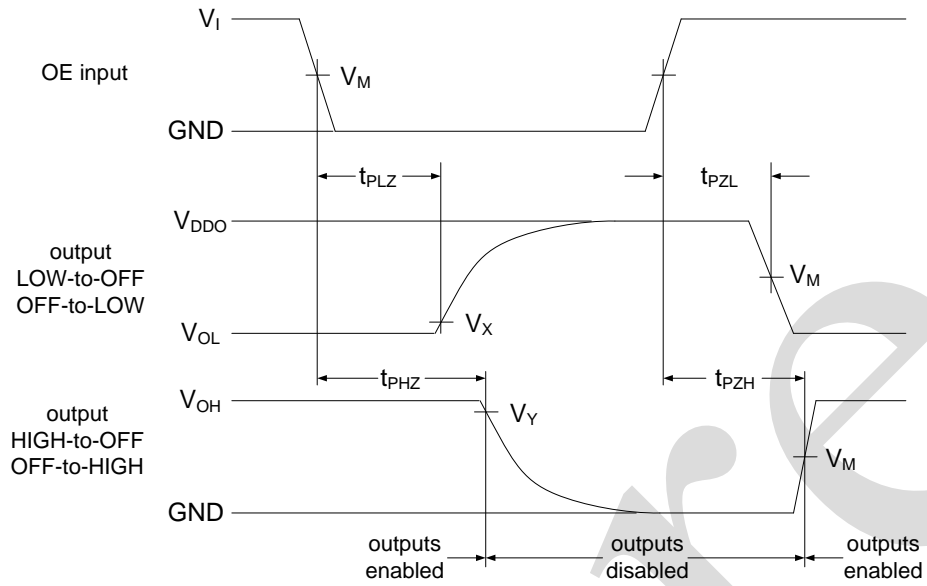 V_I
OE input
V_M
GND
t_PLZ
t_PZL
V_DDO
output
LOW-to-OFF
OFF-to-LOW
V_M
V_X
V_OL
t_PHZ
t_PZH
V_OH
output
HIGH-to-OFF
OFF-to-HIGH
V_Y
V_M
GND
outputs enabled
outputs disabled
outputs enabled